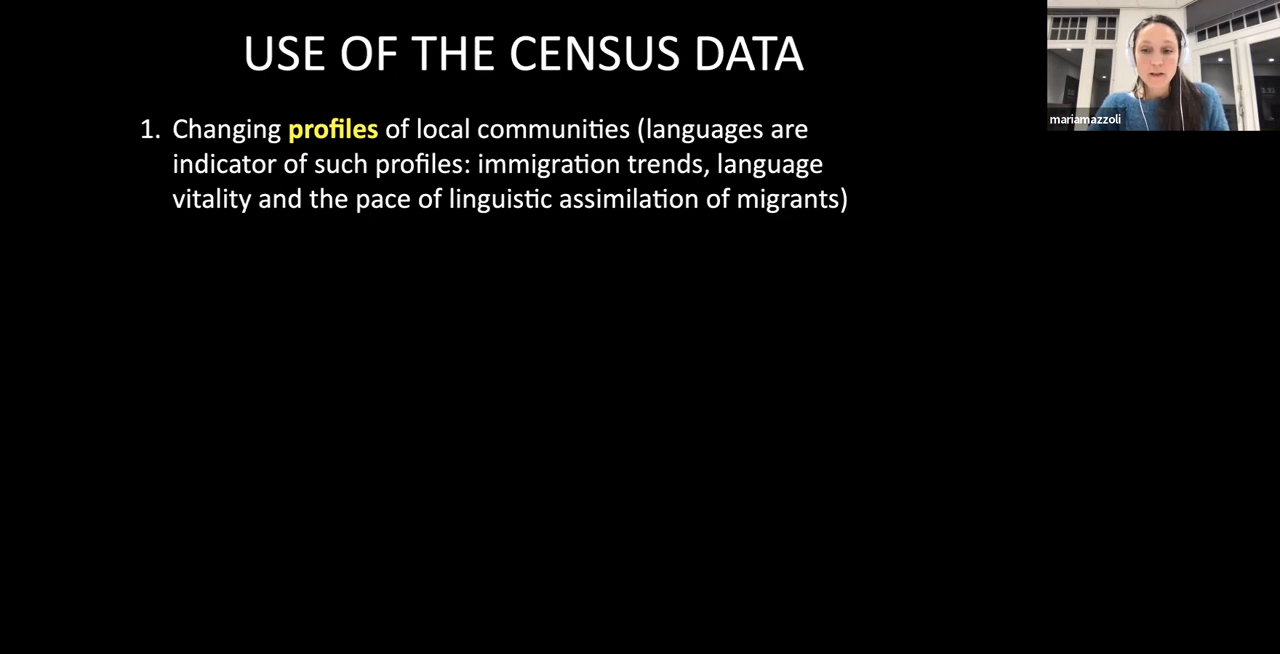 USE OF THE CENSUS DATA
mariamazzoli
1. Changing profiles of local communities (languages are
indicator of such profiles: immigration trends, language
vitality and the pace of linguistic assimilation of migrants)